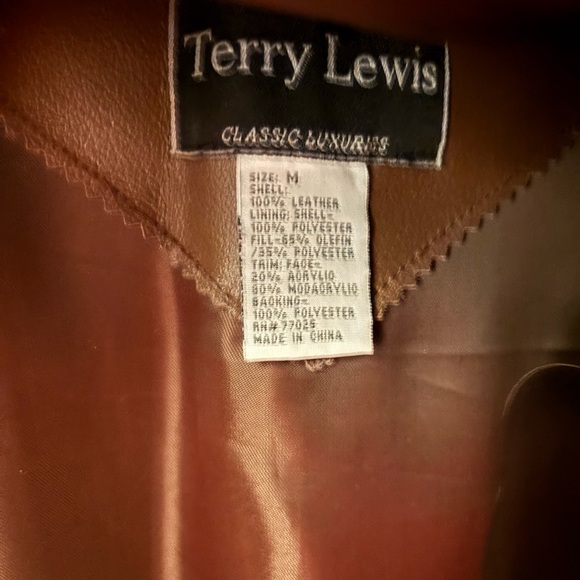 Terry Lewis
CLASSIC LUXURIES
SIZE: M
SHELL:
100% LEATHER
LINING: SHELL=
100% POLYESTER
FILL=65% OLEFIN
/35% POLYESTER
TRIM: FACE=
20% ACRYLIC
80% MODACRYLIC
BACKING=
100% POLYESTER
RN# 77025
MADE IN CHINA